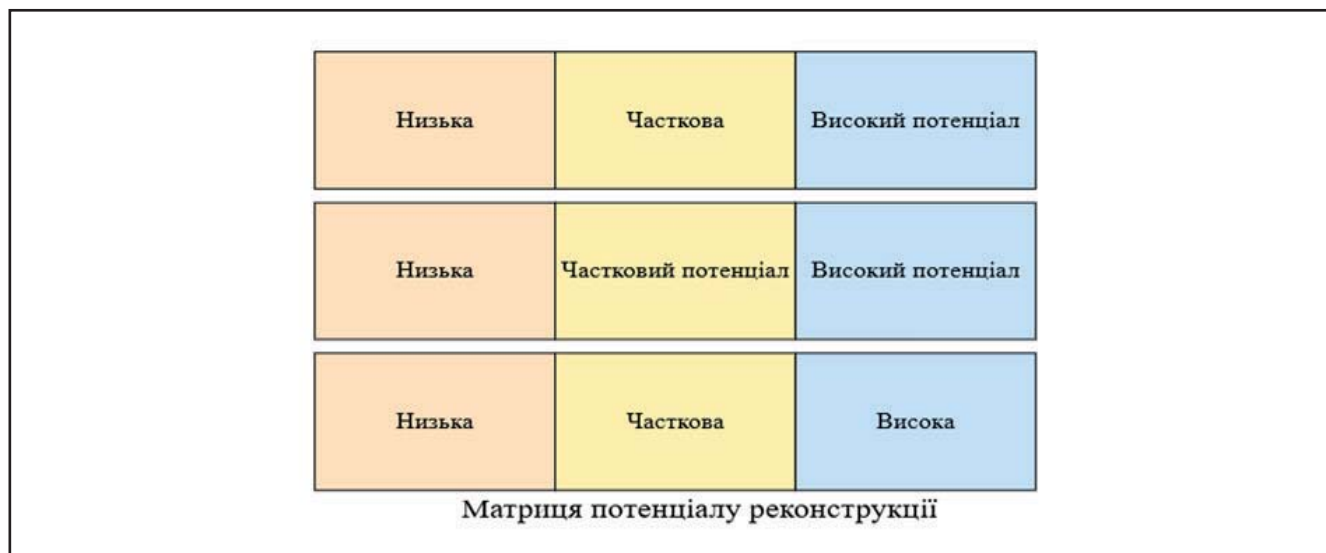 Низька Часткова Високий потенціал
Низька Частковий потенціал Високий потенціал
Низька Часткова Висока
Матриця потенціалу реконструкції